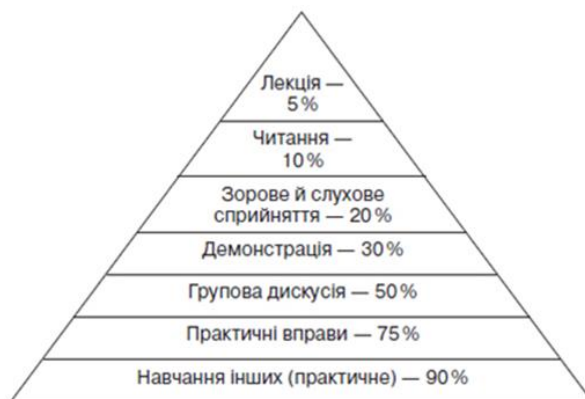 Лекція —
5 %
Читання —
10 %
Зорове й слухове
сприйняття — 20 %
Демонстрація — 30 %
Групова дискусія — 50 %
Практичні вправи — 75 %
Навчання інших (практичне) — 90 %